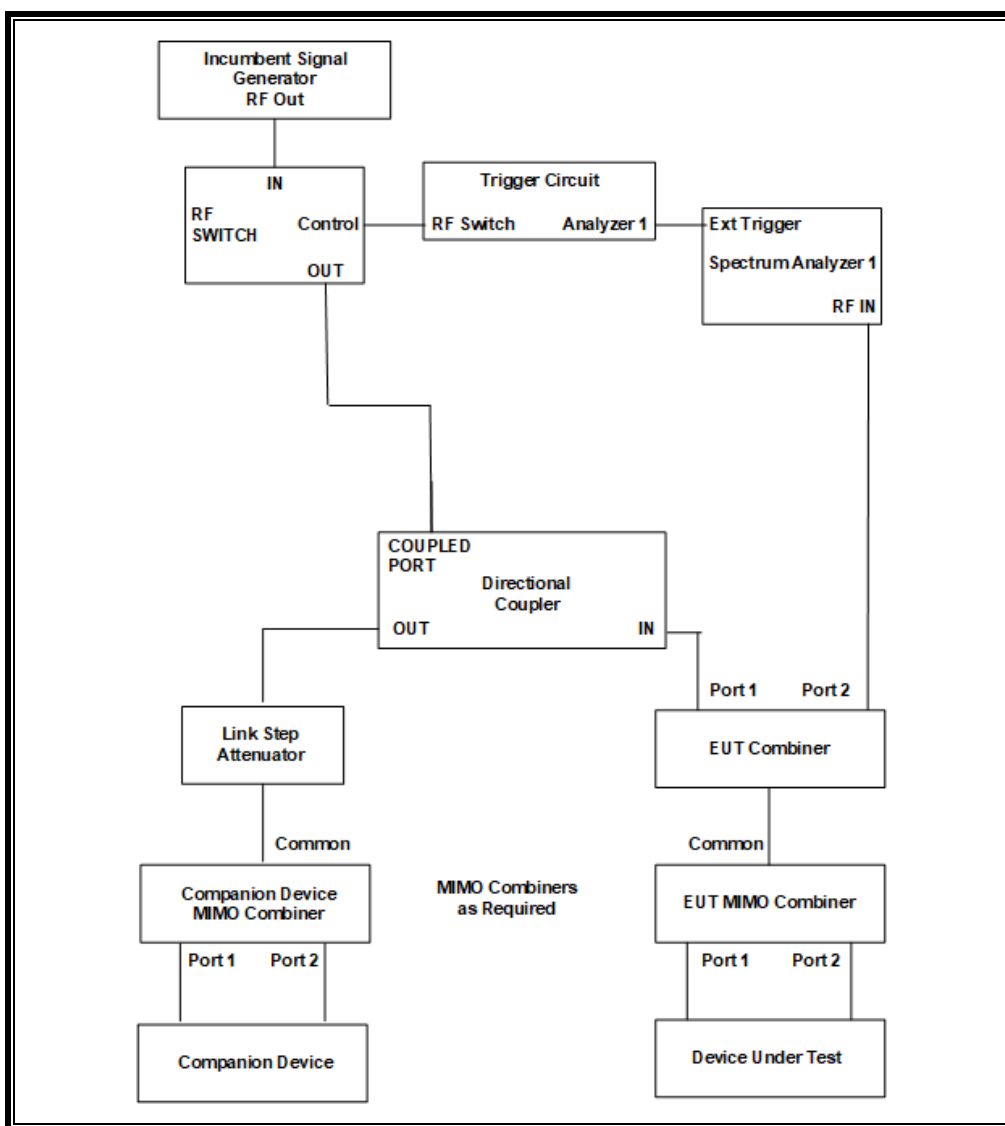 Incumbent Signal
Generator
RF Out
IN
RF
SWITCH
Control
OUT
Trigger Circuit
RF Switch
Analyzer 1
Ext Trigger
Spectrum Analyzer 1
RF IN
COUPLED
PORT
Directional
Coupler
OUT
IN
Port 1
Port 2
Link Step
Attenuator
EUT Combiner
Common
Common
Companion Device
MIMO Combiner
MIMO Combiners
as Required
EUT MIMO Combiner
Port 1
Port 2
Port 1
Port 2
Companion Device
Device Under Test